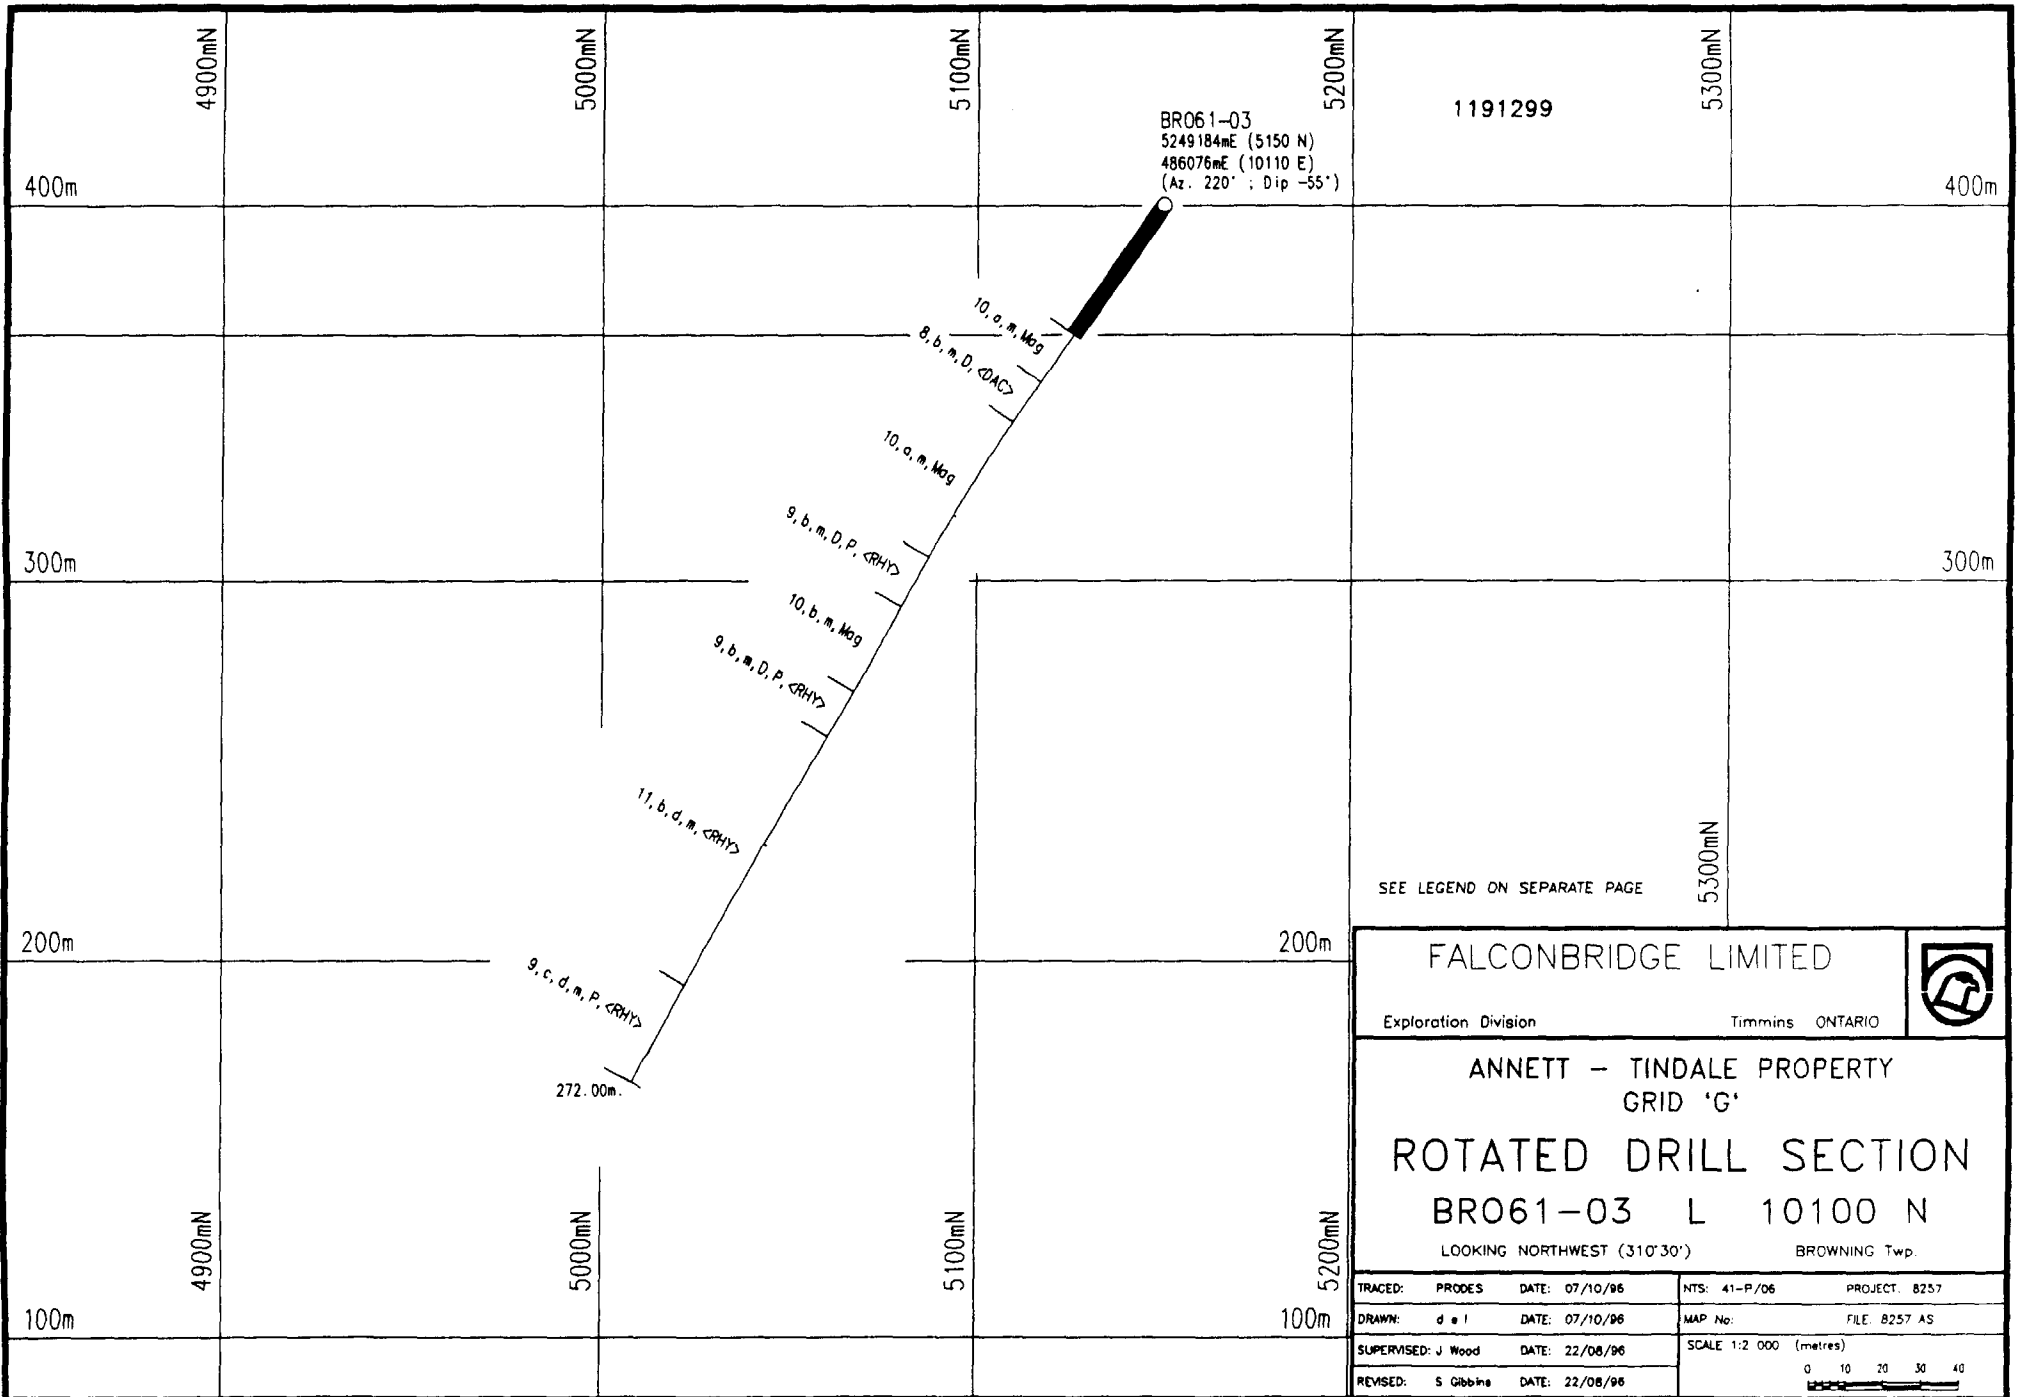 4900mN
5000mN
5100mN
5200mN
5300mN
1191299
BRO61-03
5249184mE (5150 N)
486076mE (10110 E)
(Az. 220° ; Dip -55°)
400m
400m
10,a,m,Mag
8,b,m,D,<DAC>
10,a,m,Mag
9,b,m,D,P,<RHY>
300m
300m
10,b,m,Mag
9,b,m,D,P,<RHY>
11,b,d,m,<RHY>
5300mN
SEE LEGEND ON SEPARATE PAGE
200m
200m
9,c,d,m,P,<RHY>
272.00m.
4900mN
5000mN
5100mN
5200mN
100m
100m
FALCONBRIDGE LIMITED
Exploration Division Timmins ONTARIO
ANNETT - TINDALE PROPERTY
GRID 'G'
ROTATED DRILL SECTION
BRO61-03 L 10100 N
LOOKING NORTHWEST (310°30')
BROWNING Twp.
TRACED: PRODES DATE: 07/10/96
NTS: 41-P/06 PROJECT. 8257
DRAWN: d e l DATE: 07/10/96
MAP No: FILE. 8257 AS
SUPERVISED: J Wood DATE: 22/08/96
SCALE 1:2 000 (metres)
0 10 20 30 40
REVISED: S Gibbins DATE: 22/08/96